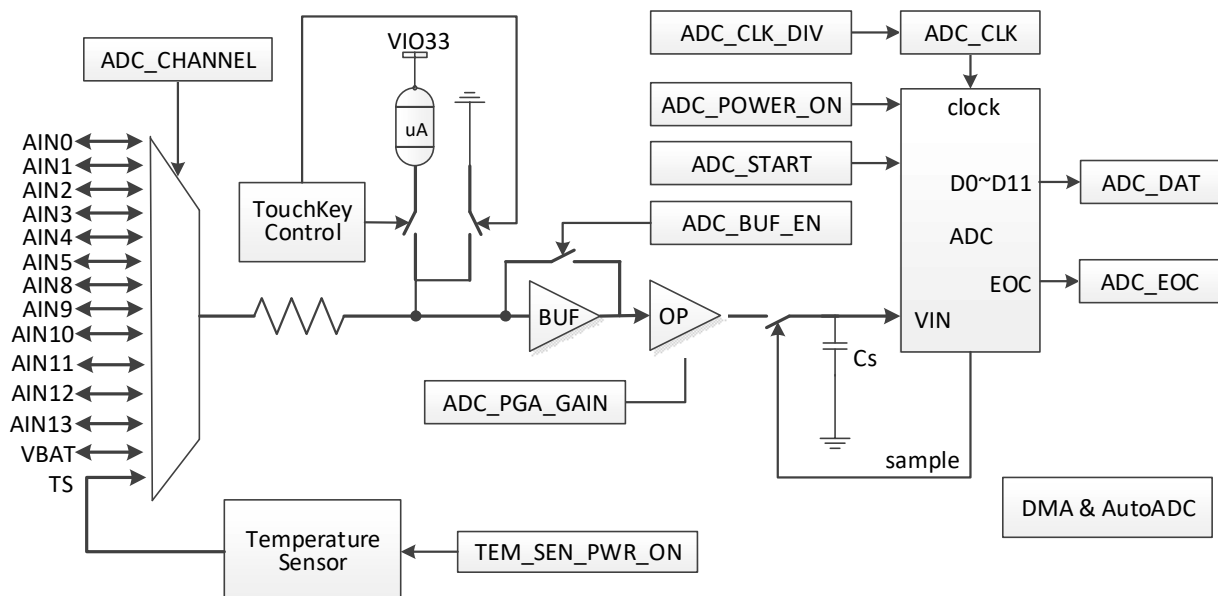 VIO33
ADC_CLK_DIV
ADC_CLK
ADC_CHANNEL
ADC_POWER_ON
clock
uA
AIN0
AIN1
AIN2
AIN3
AIN4
AIN5
AIN8
AIN9
AIN10
AIN11
AIN12
AIN13
VBAT
TS
ADC_START
D0~D11
ADC_DAT
TouchKey
Control
ADC_BUF_EN
ADC
EOC
ADC_EOC
BUF
OP
VIN
Cs
ADC_PGA_GAIN
sample
DMA & AutoADC
Temperature
Sensor
TEM_SEN_PWR_ON